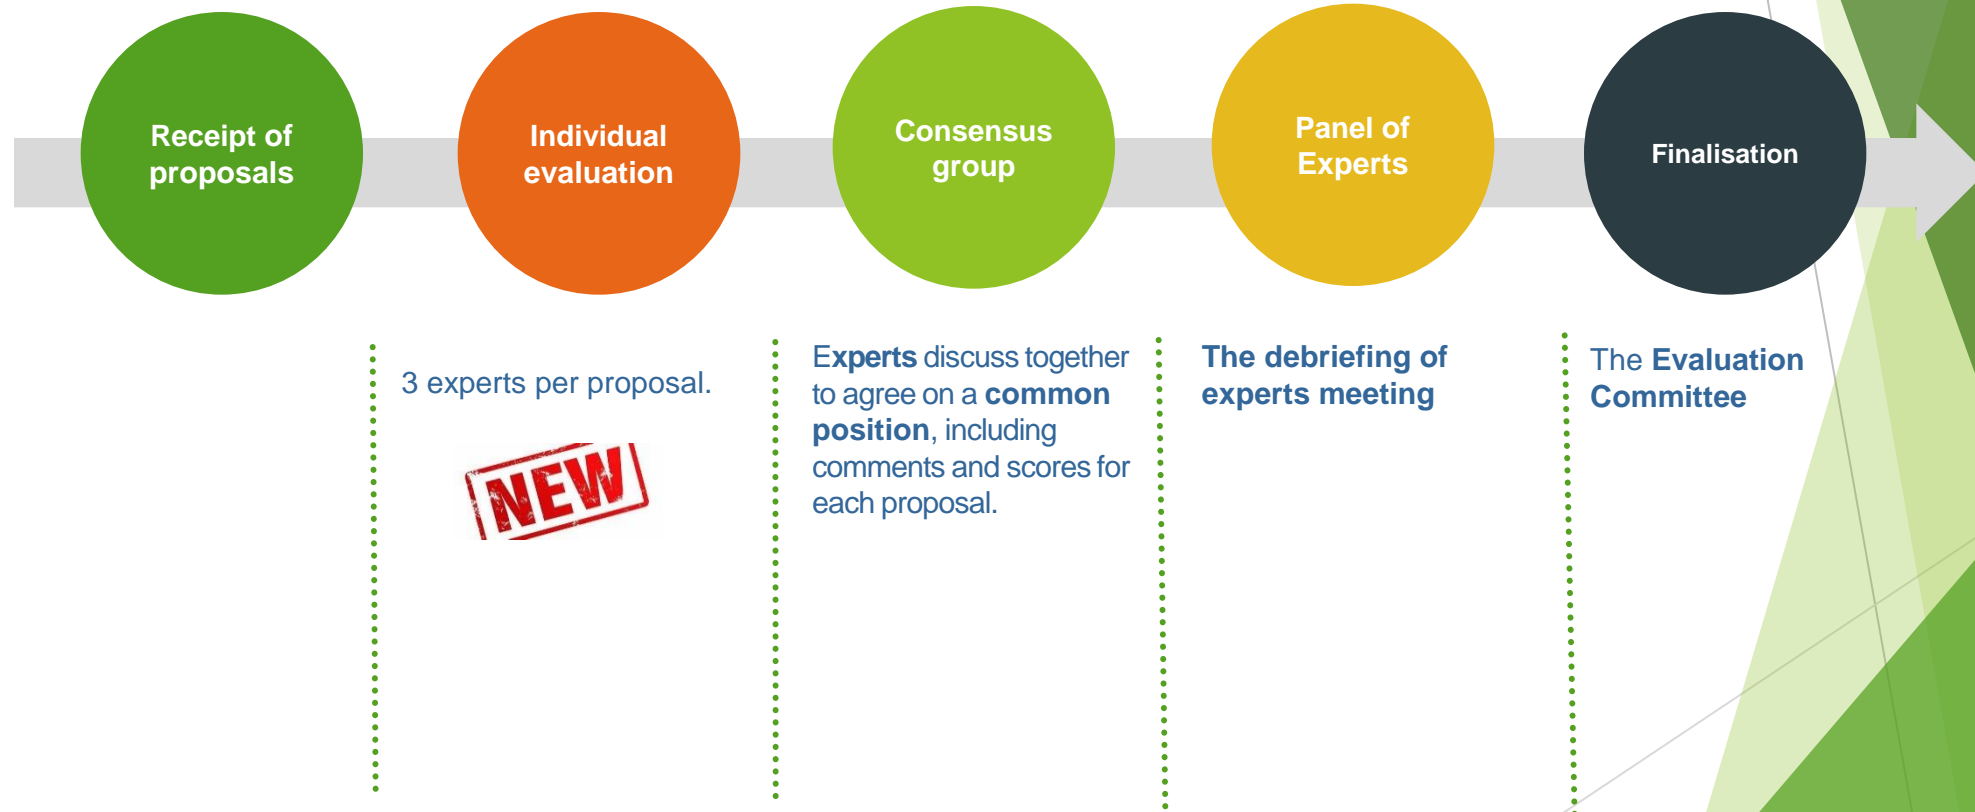 Receipt of
proposals
Individual
evaluation
Consensus
group
Panel of
Experts
Finalisation
3 experts per proposal.
NEW
Experts discuss together
to agree on a common
position, including
comments and scores for
each proposal.
The debriefing of
experts meeting
The Evaluation
Committee